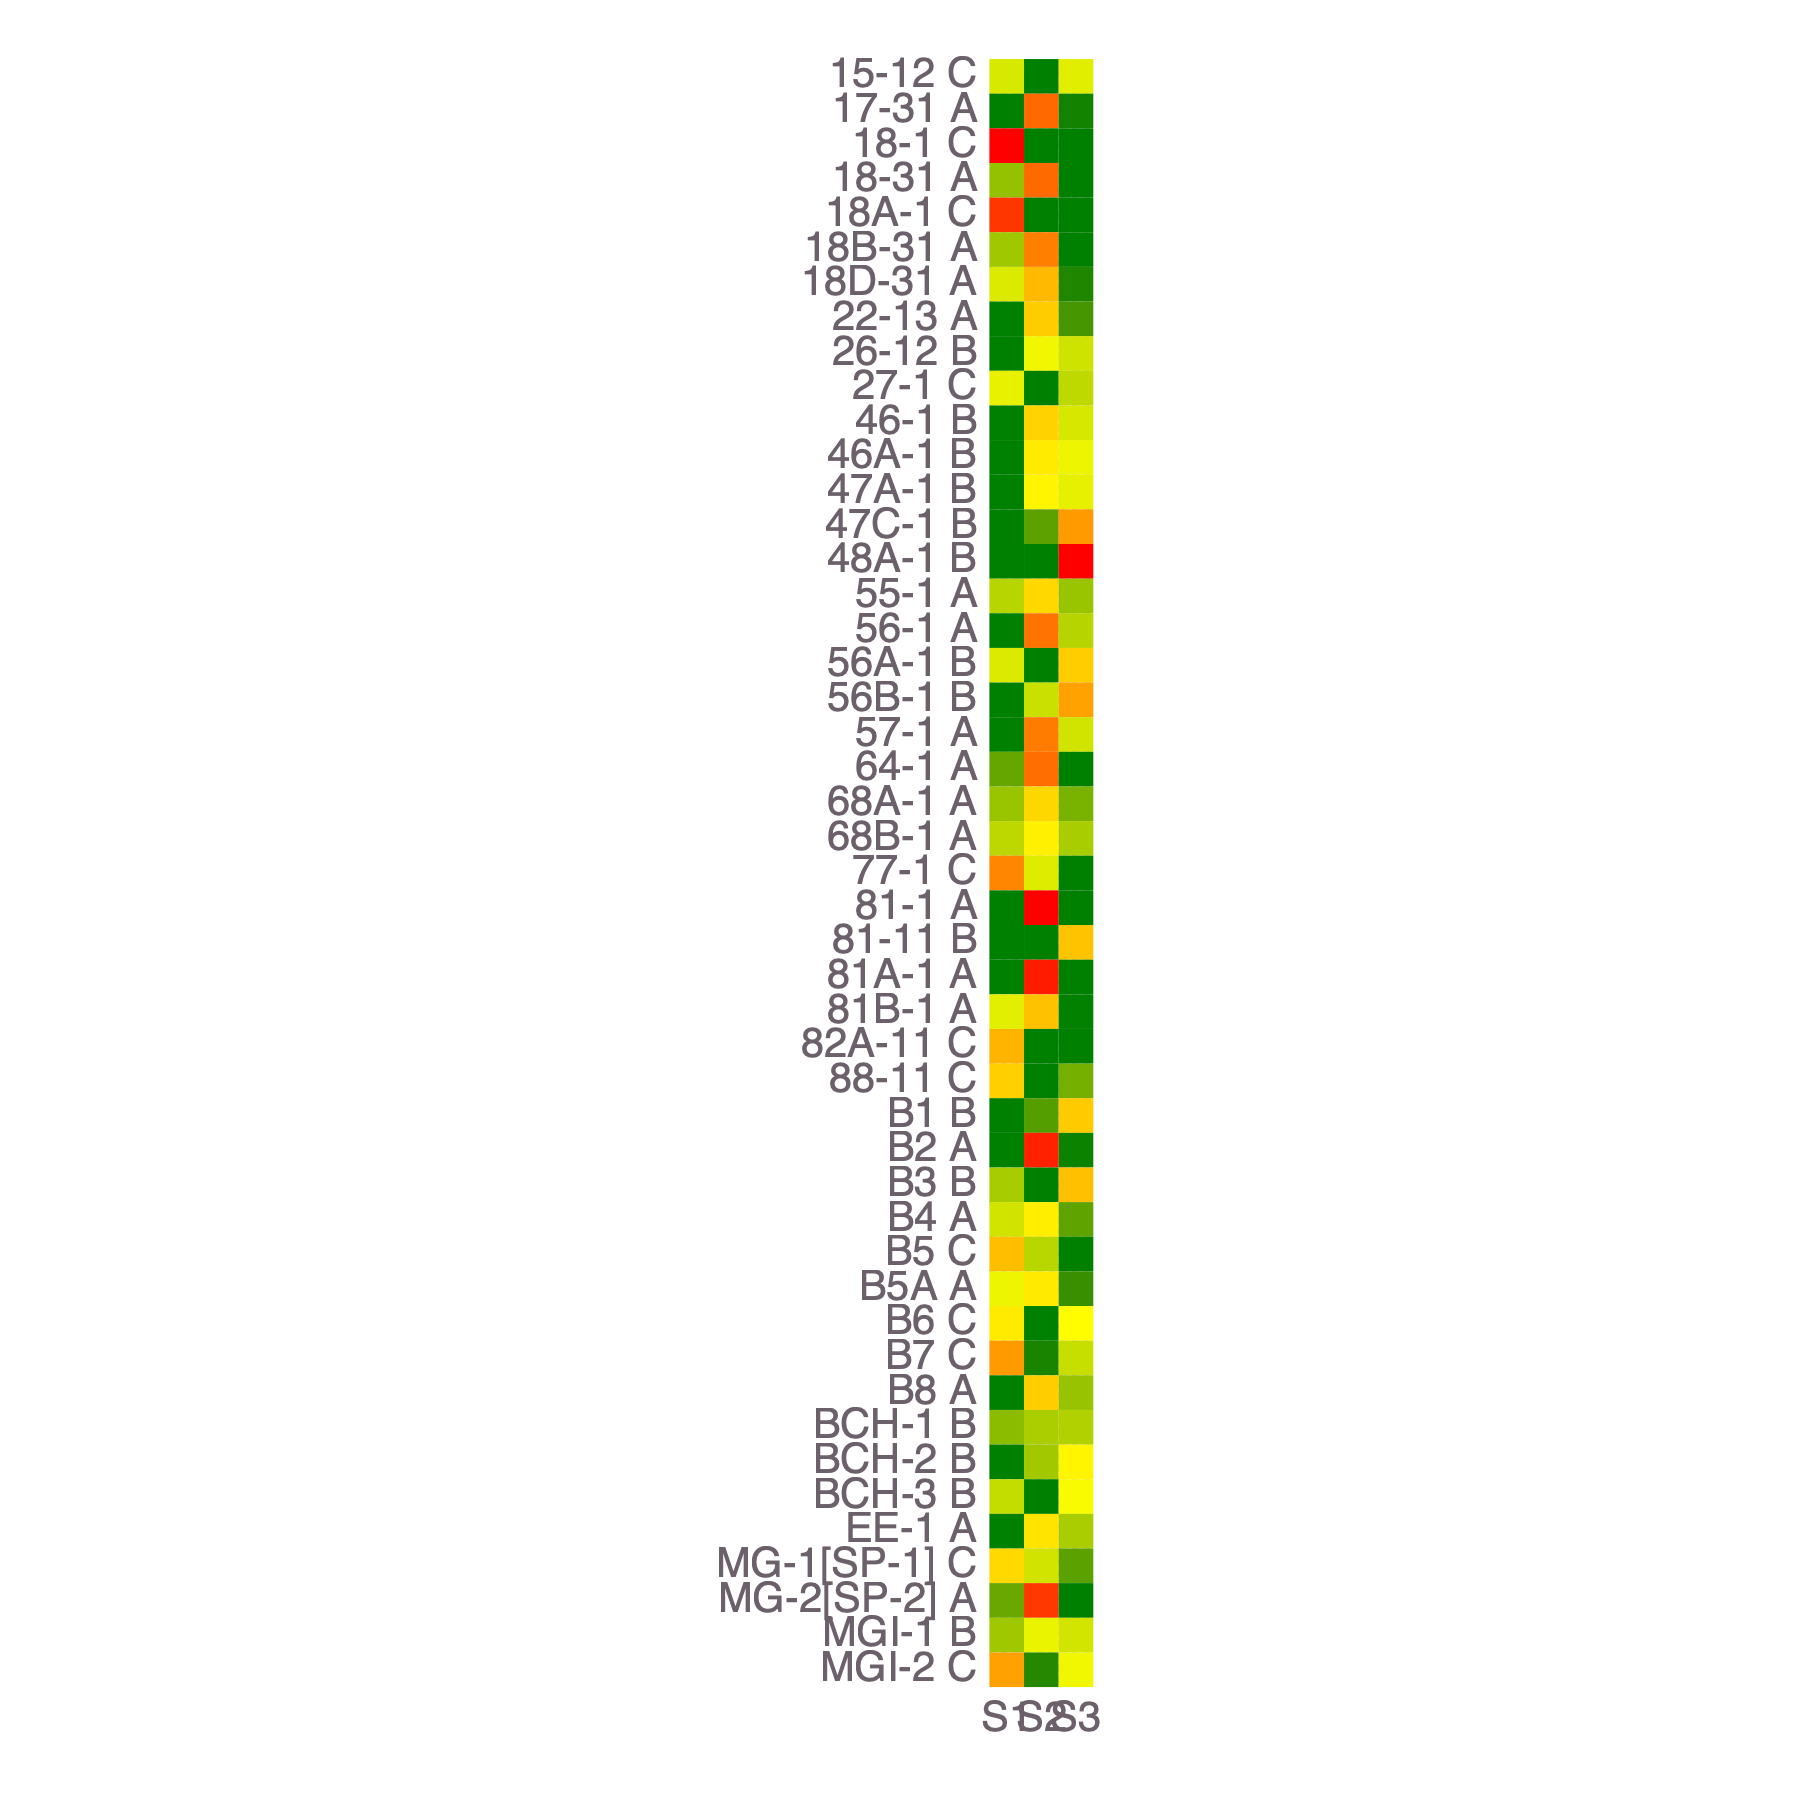 15-12 C
17-31 A
18-1 C
18-31 A
18A-1 C
18B-31 A
18D-31 A
22-13 A
26-12 B
27-1 C
46-1 B
46A-1 B
47A-1 B
47C-1 B
48A-1 B
55-1 A
56-1 A
56A-1 B
56B-1 B
57-1 A
64-1 A
68A-1 A
68B-1 A
77-1 C
81-1 A
81-11 B
81A-1 A
81B-1 A
82A-11 C
88-11 C
B1 B
B2 A
B3 B
B4 A
B5 C
B5A A
B6 C
B7 C
B8 A
BCH-1 B
BCH-2 B
BCH-3 B
EE-1 A
MG-1[SP-1] C
MG-2[SP-2] A
MGI-1 B
MGI-2 C
S1 S2 S3